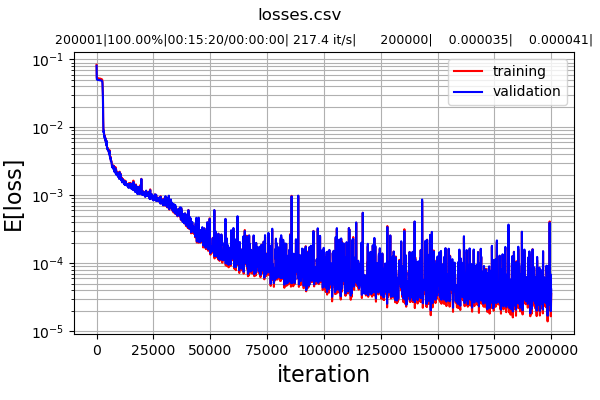 losses.csv
200001|100.00%|00:15:20/00:00:00| 217.4 it/s| 200000| 0.000035| 0.000041|
10⁻¹
10⁻²
10⁻³
10⁻⁴
10⁻⁵
E[loss]
training
validation
0 25000 50000 75000 100000 125000 150000 175000 200000
iteration